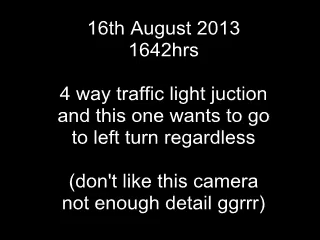 16th August 2013
1642hrs
4 way traffic light juction
and this one wants to go
to left turn regardless
(don't like this camera
not enough detail ggrrr)